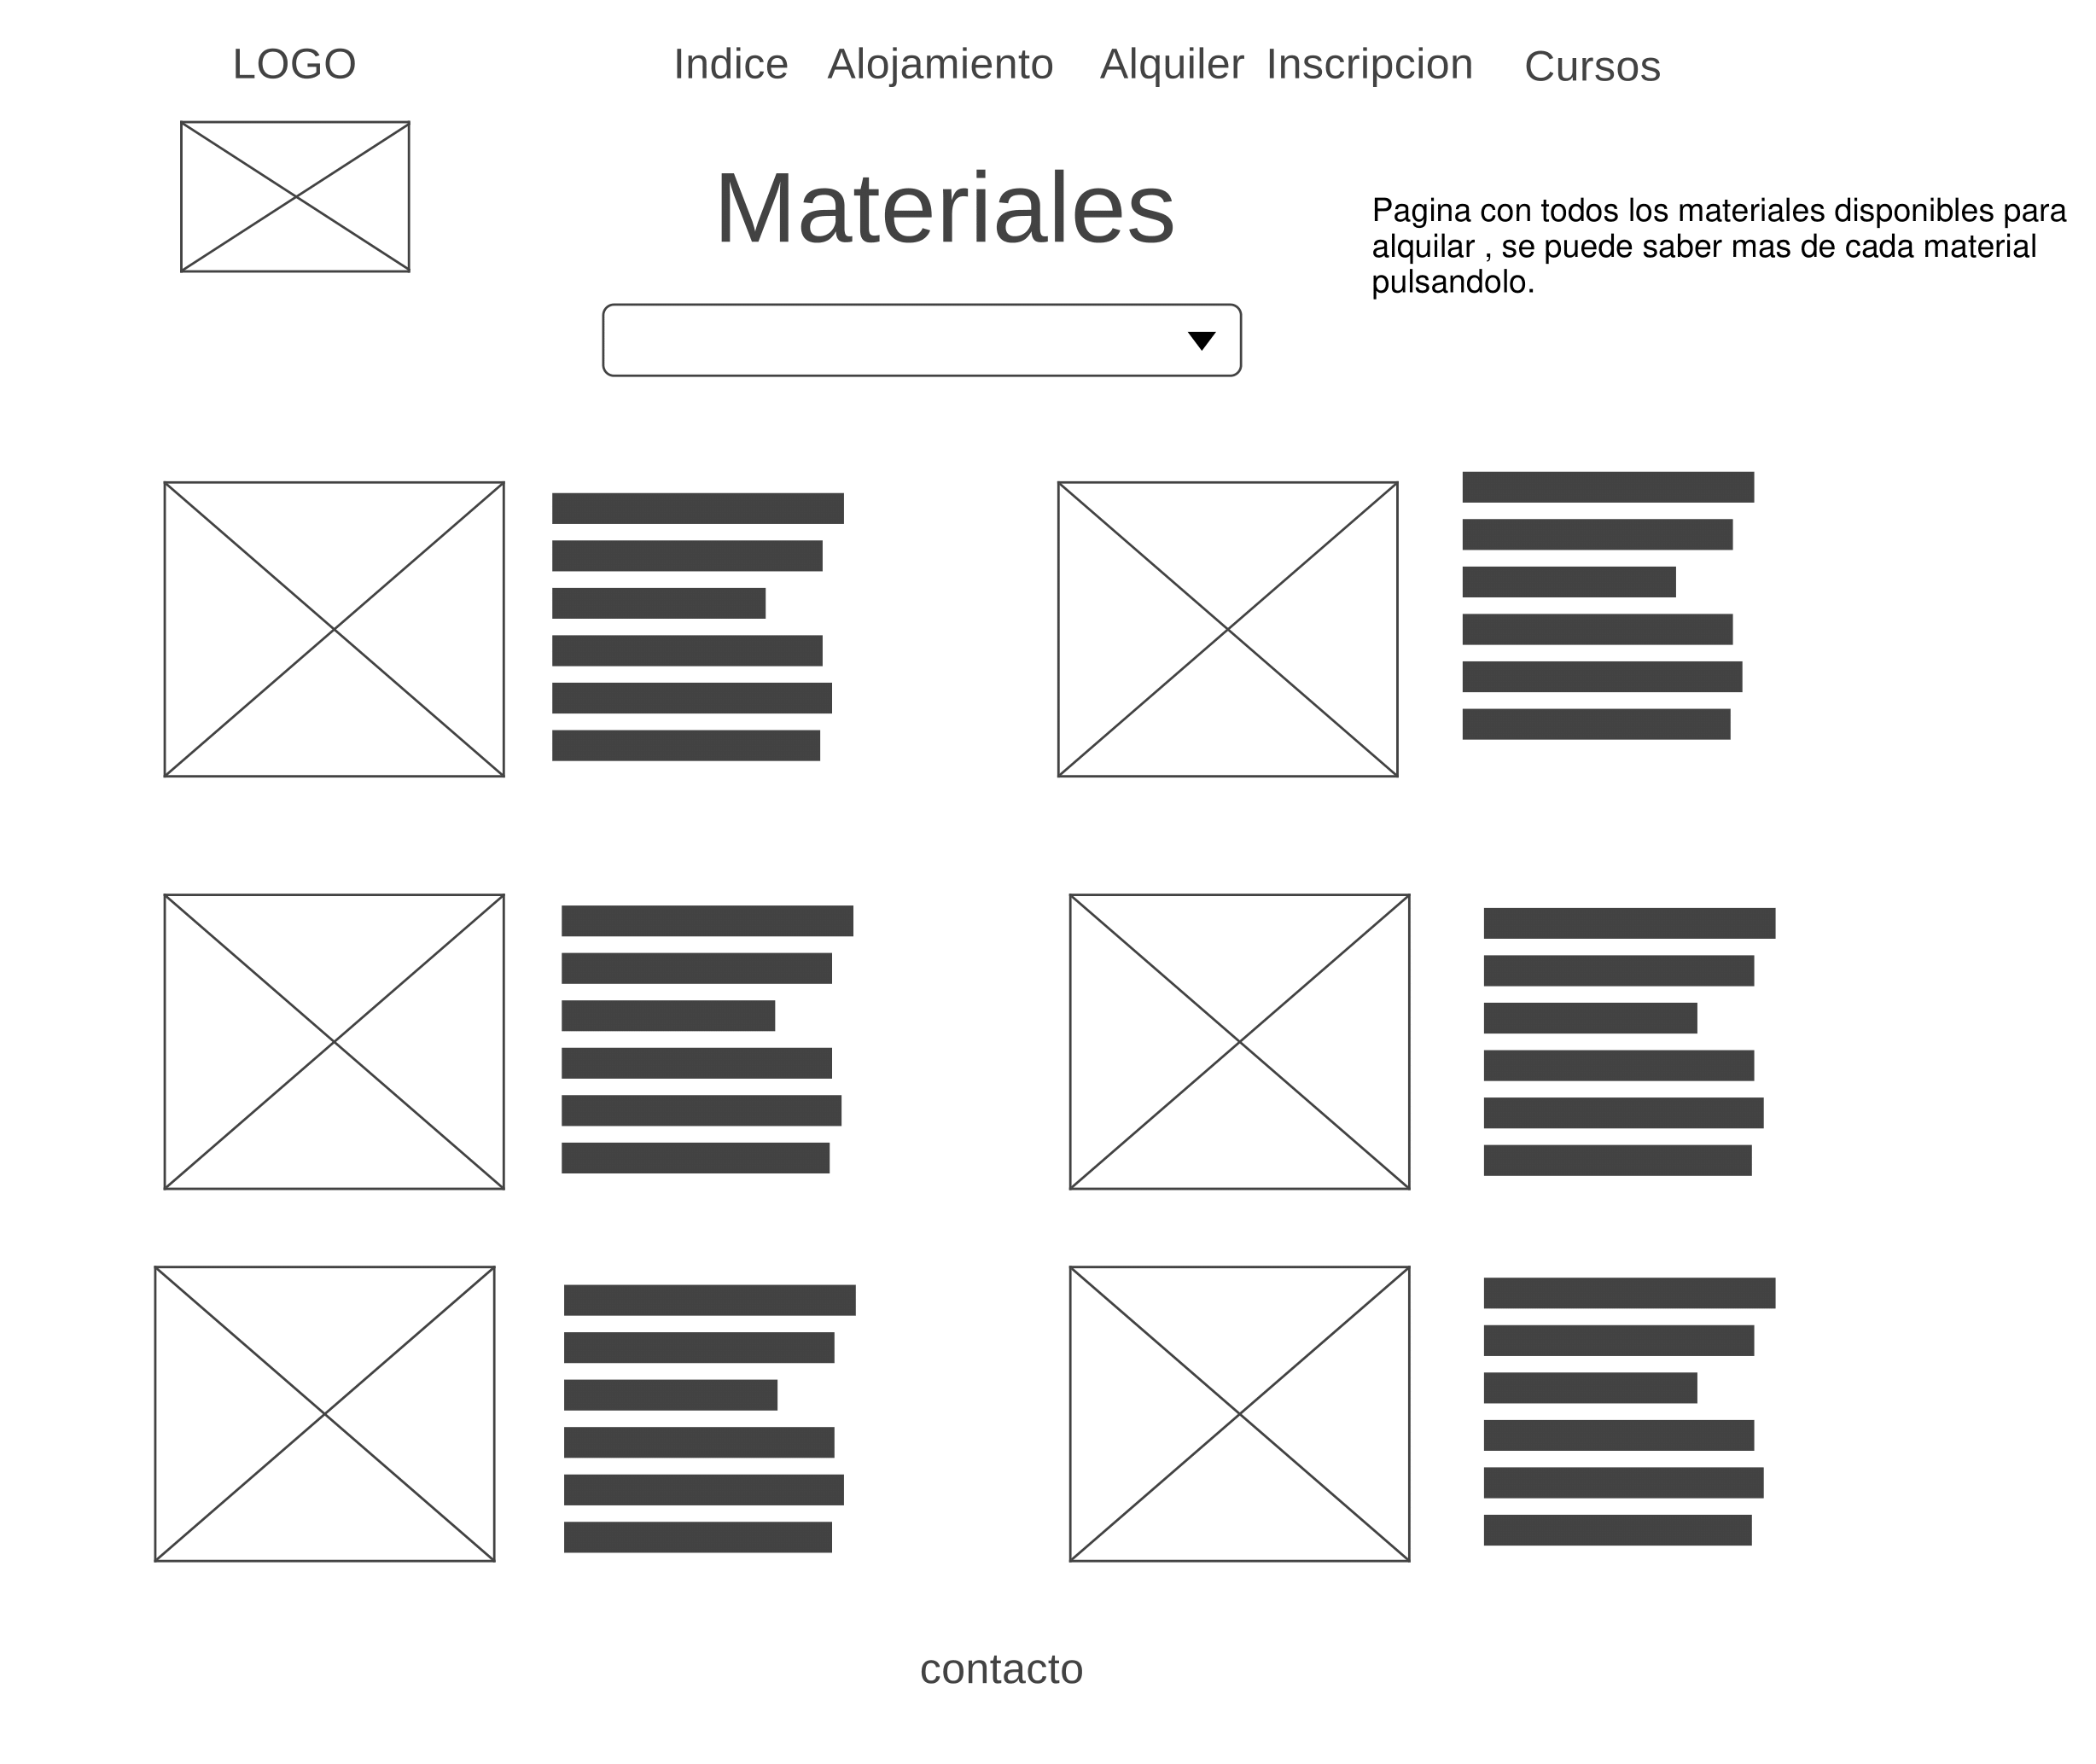 LOGO
Indice Alojamiento Alquier Inscripcion Cursos
Materiales
Pagina con todos los materiales disponibles para
alquilar , se puede saber mas de cada material
pulsandolo.
contacto